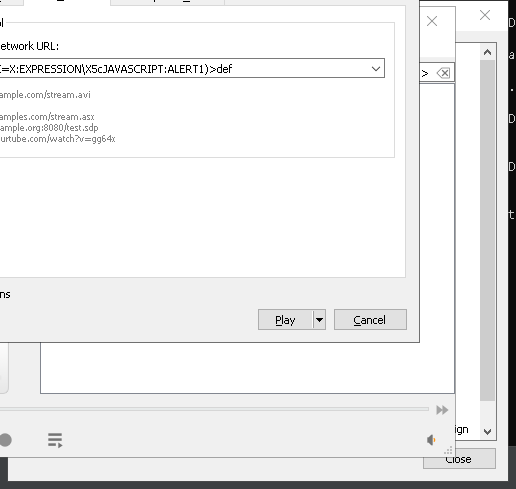 ol
etwork URL:
=X:EXPRESSION\X5cJAVASCRIPT:ALERT1)>def
ample.com/stream.avi
amples.com/stream.asx
ample.org:8080/test.sdp
urtube.com/watch?v=gg64x
ns
Play
Cancel
>
ign
Close
D
a
.
D
D
t